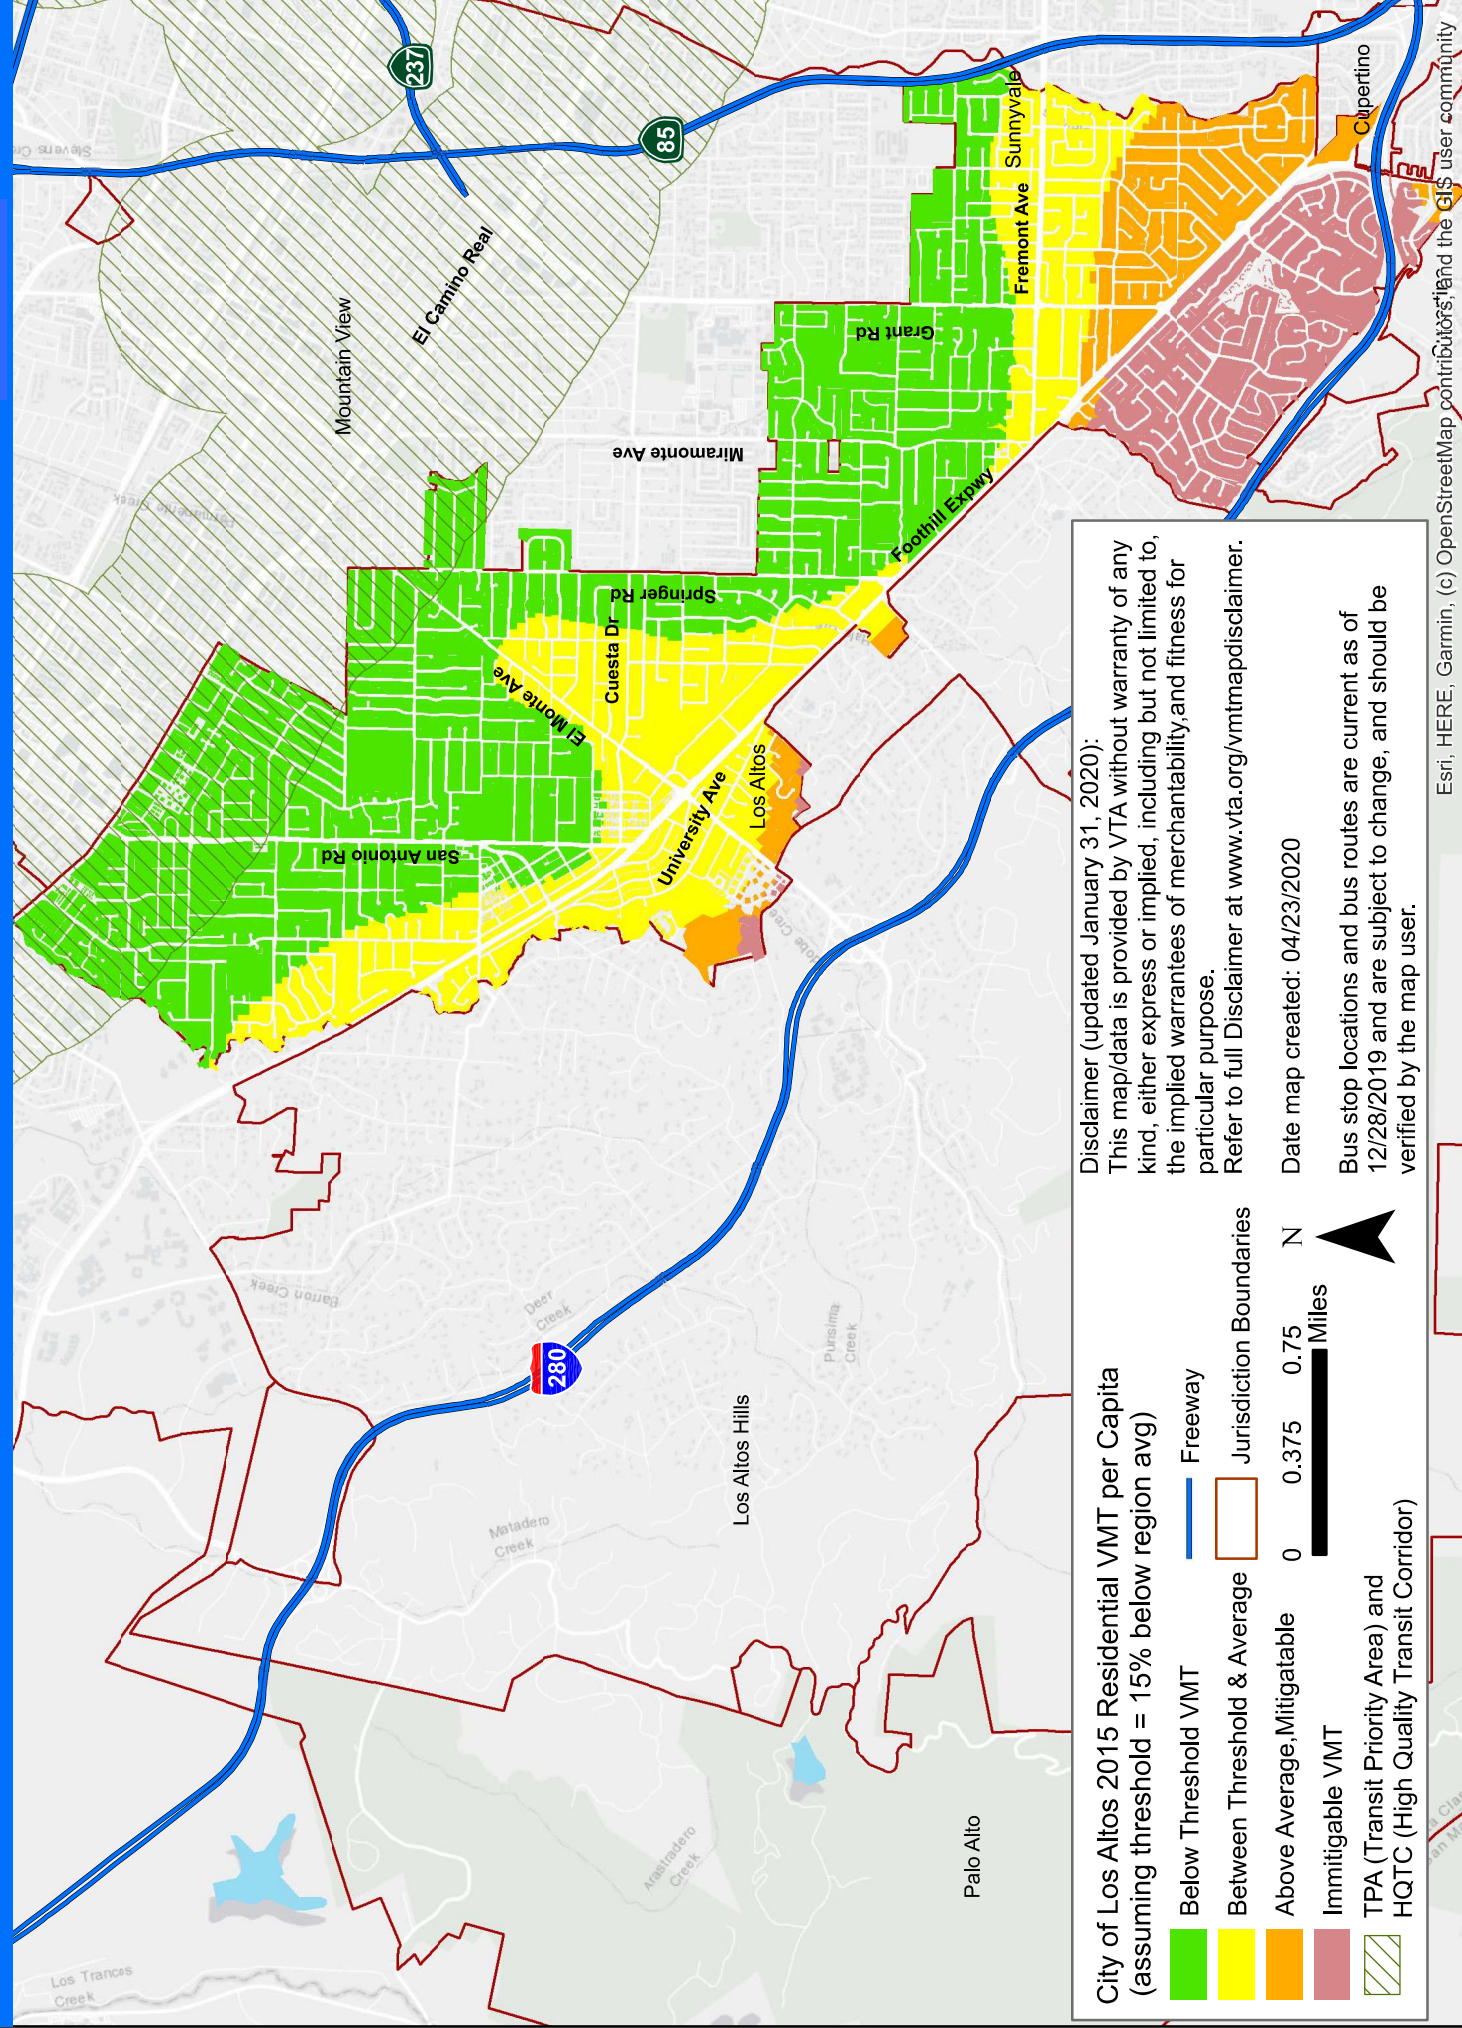 237
85
280
Stevens Cr
Mountain View
El Camino Real
Permanente Creek
Miramonte Ave
Grant Rd
Fremont Ave
Sunnyvale
Cupertino
Foothill Expwy
Springer Rd
Cuesta Dr
El Monte Ave
San Antonio Rd
University Ave
Los Altos
Barron Creek
Deer
Creek
Purisima
Creek
Matadero
Creek
Los Altos Hills
Arastradero
Creek
Palo Alto
Los Trancos
Creek
City of Los Altos 2015 Residential VMT per Capita
(assuming threshold = 15% below region avg)
Below Threshold VMT
Between Threshold & Average
Above Average,Mitigatable
Immitigable VMT
TPA (Transit Priority Area) and
HQTC (High Quality Transit Corridor)
Freeway
Jurisdiction Boundaries
0 0.375 0.75
Miles
N
Disclaimer (updated January 31, 2020):
This map/data is provided by VTA without warranty of any
kind, either express or implied, including but not limited to,
the implied warrantees of merchantability,and fitness for
particular purpose.
Refer to full Disclaimer at www.vta.org/vmtmapdisclaimer.
Date map created: 04/23/2020
Bus stop locations and bus routes are current as of
12/28/2019 and are subject to change, and should be
verified by the map user.
Esri, HERE, Garmin, (c) OpenStreetMap contributors, and the GIS user community